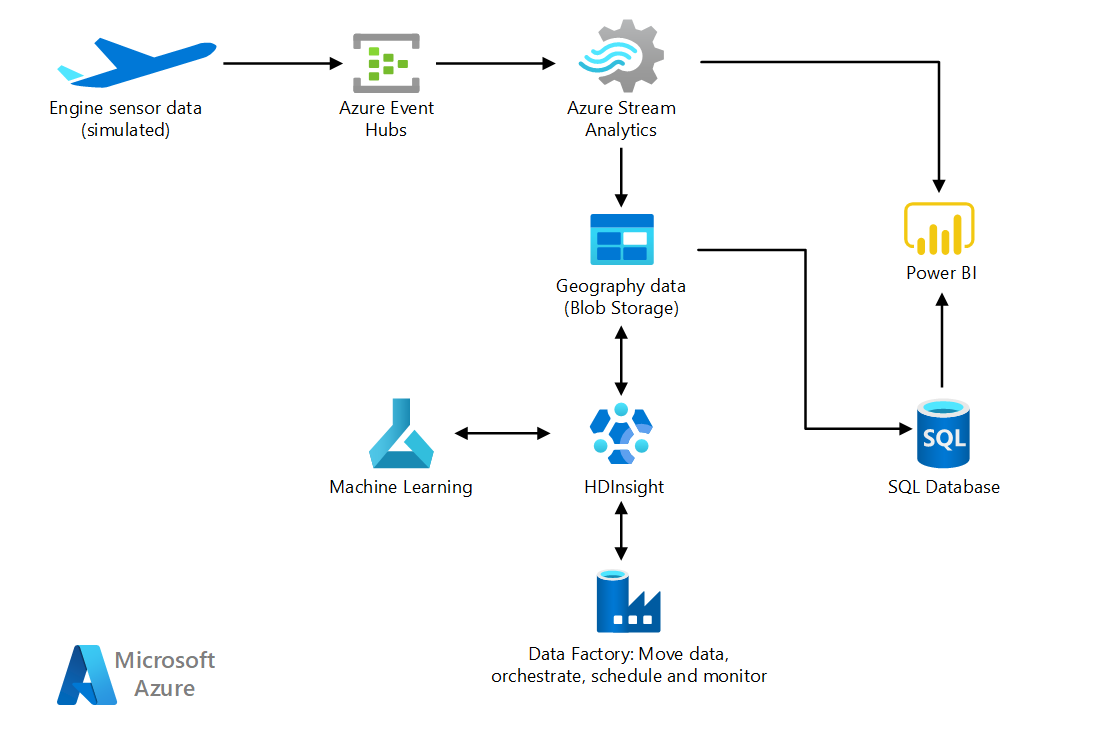 Engine sensor data
(simulated)
Azure Event
Hubs
Azure Stream
Analytics
Power BI
Geography data
(Blob Storage)
SQL
Machine Learning
HDInsight
SQL Database
Data Factory: Move data,
orchestrate, schedule and monitor
Microsoft
Azure